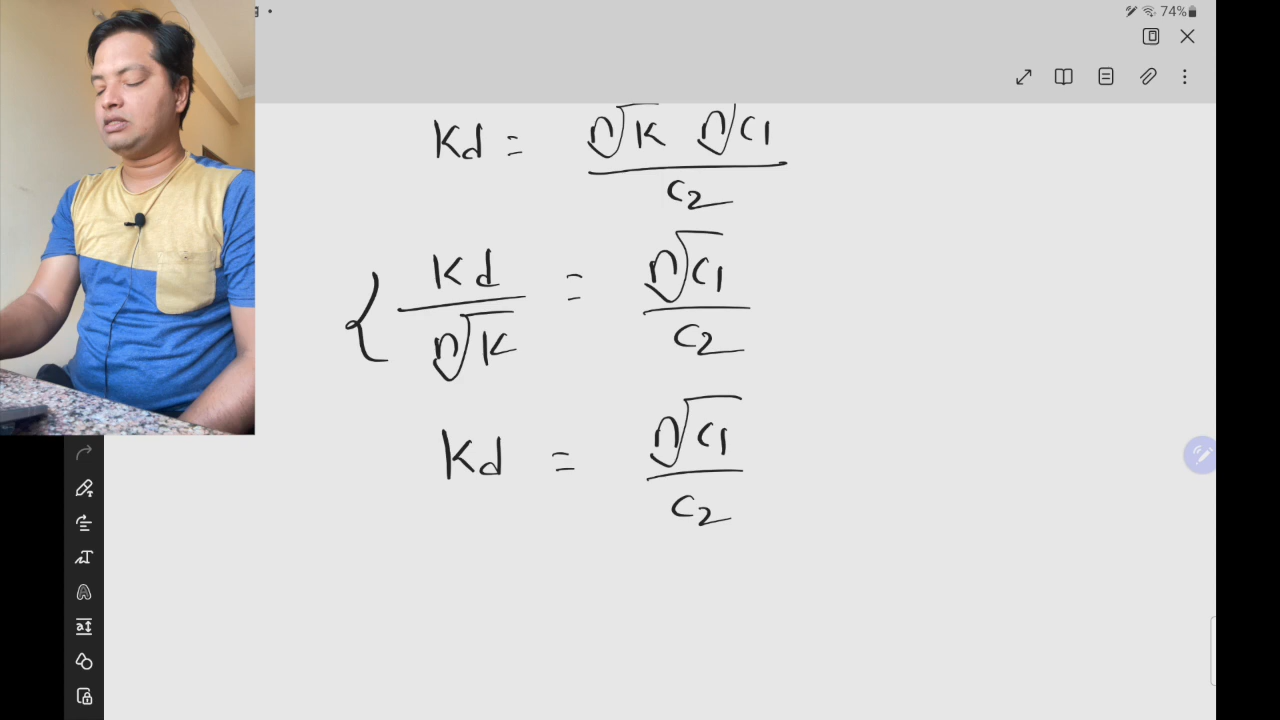 74%
Kd = ⁿ√K ⁿ√C1 / C2
Kd / ⁿ√K = ⁿ√C1 / C2
Kd = ⁿ√C1 / C2